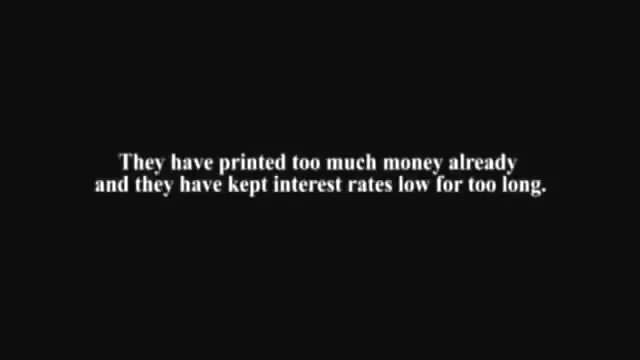 They have printed too much money already
and they have kept interest rates low for too long.